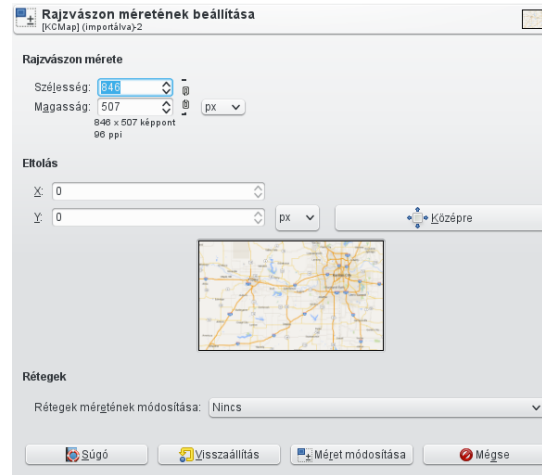 Rajzvászon méretének beállítása
[KCMap] (importálva)-2
Rajzvászon mérete
Szélesség: 846
Magasság: 507 px
846 x 507 képpont
96 ppi
Eltolás
X: 0
Y: 0 px Középre
Rétegek
Rétegek méretének módosítása: Nincs
Súgó Visszaállítás Méret módosítása Mégse